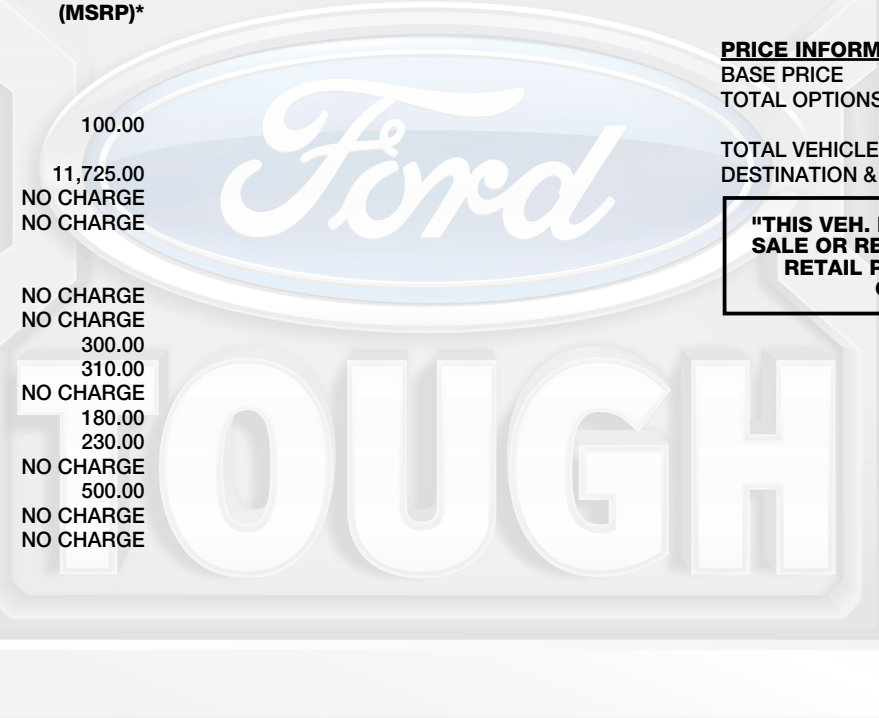 (MSRP)*
100.00
11,725.00
NO CHARGE
NO CHARGE
NO CHARGE
NO CHARGE
300.00
310.00
NO CHARGE
180.00
230.00
NO CHARGE
500.00
NO CHARGE
NO CHARGE
PRICE INFORM
BASE PRICE
TOTAL OPTIONS
TOTAL VEHICLE
DESTINATION &
"THIS VEH.
SALE OR RE
RETAIL P
Ford
TOUGH